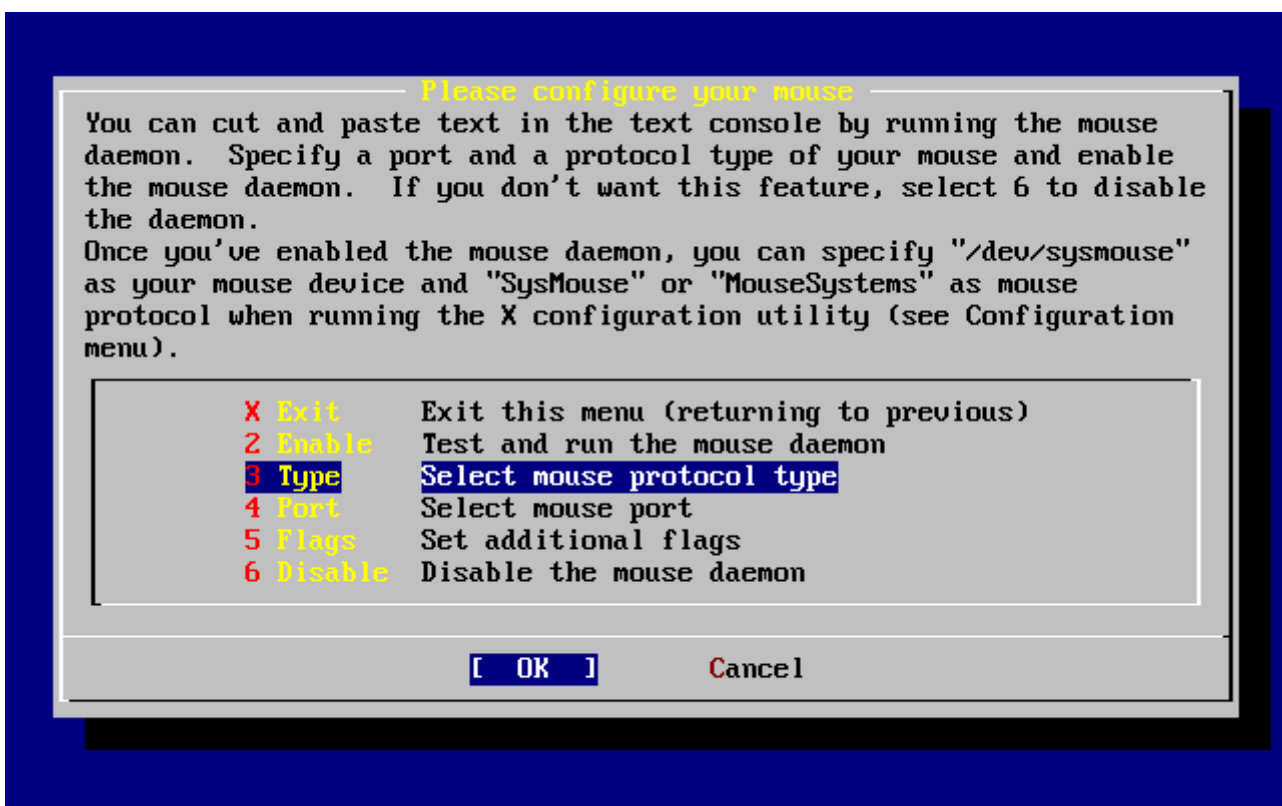 Please configure your mouse
You can cut and paste text in the text console by running the mouse
daemon.  Specify a port and a protocol type of your mouse and enable
the mouse daemon.  If you don't want this feature, select 6 to disable
the daemon.
Once you've enabled the mouse daemon, you can specify "/dev/sysmouse"
as your mouse device and "SysMouse" or "MouseSystems" as mouse
protocol when running the X configuration utility (see Configuration
menu).
X Exit     Exit this menu (returning to previous)
2 Enable   Test and run the mouse daemon
3 Type     Select mouse protocol type
4 Port     Select mouse port
5 Flags    Set additional flags
6 Disable  Disable the mouse daemon
[  OK  ]       Cancel